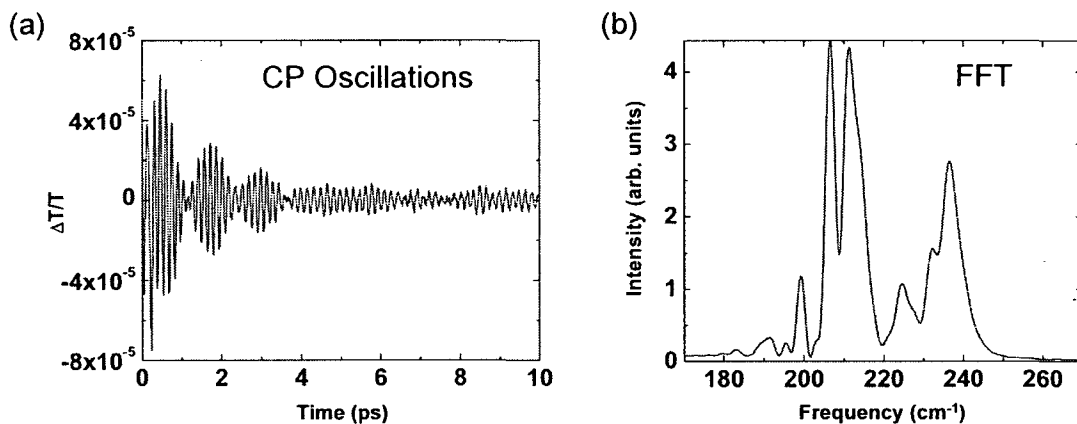 (a)
8x10⁻⁵
4x10⁻⁵
0
-4x10⁻⁵
-8x10⁻⁵
ΔT/T
CP Oscillations
0 2 4 6 8 10
Time (ps)
(b)
4
3
2
1
0
Intensity (arb. units)
FFT
180 200 220 240 260
Frequency (cm⁻¹)